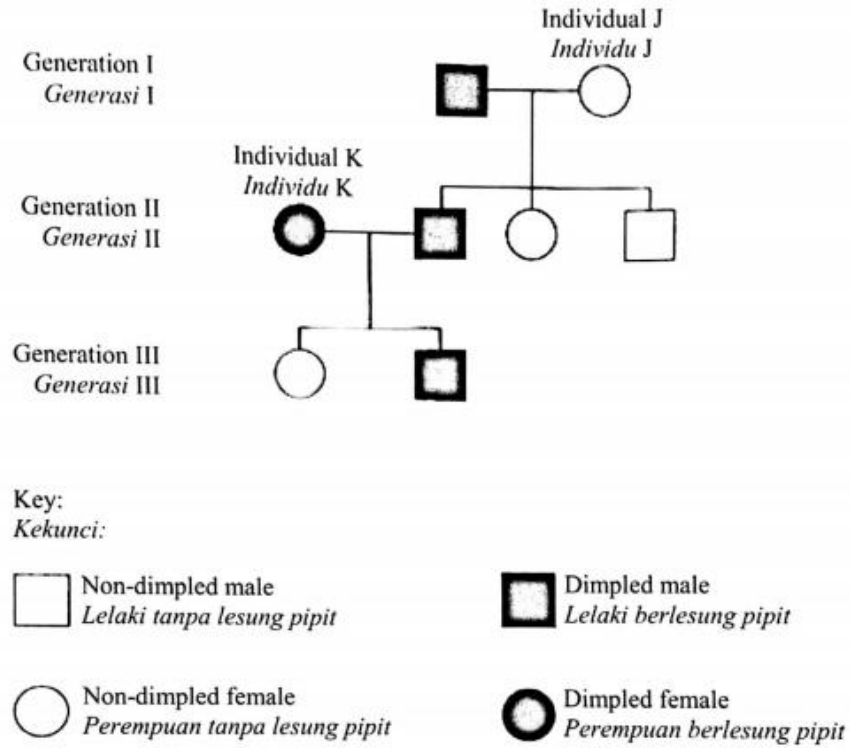 Individual J
Individu J
Generation I
Generasi I
Individual K
Individu K
Generation II
Generasi II
Generation III
Generasi III
Key:
Kekunci:
Non-dimpled male
Lelaki tanpa lesung pipit
Dimpled male
Lelaki berlesung pipit
Non-dimpled female
Perempuan tanpa lesung pipit
Dimpled female
Perempuan berlesung pipit